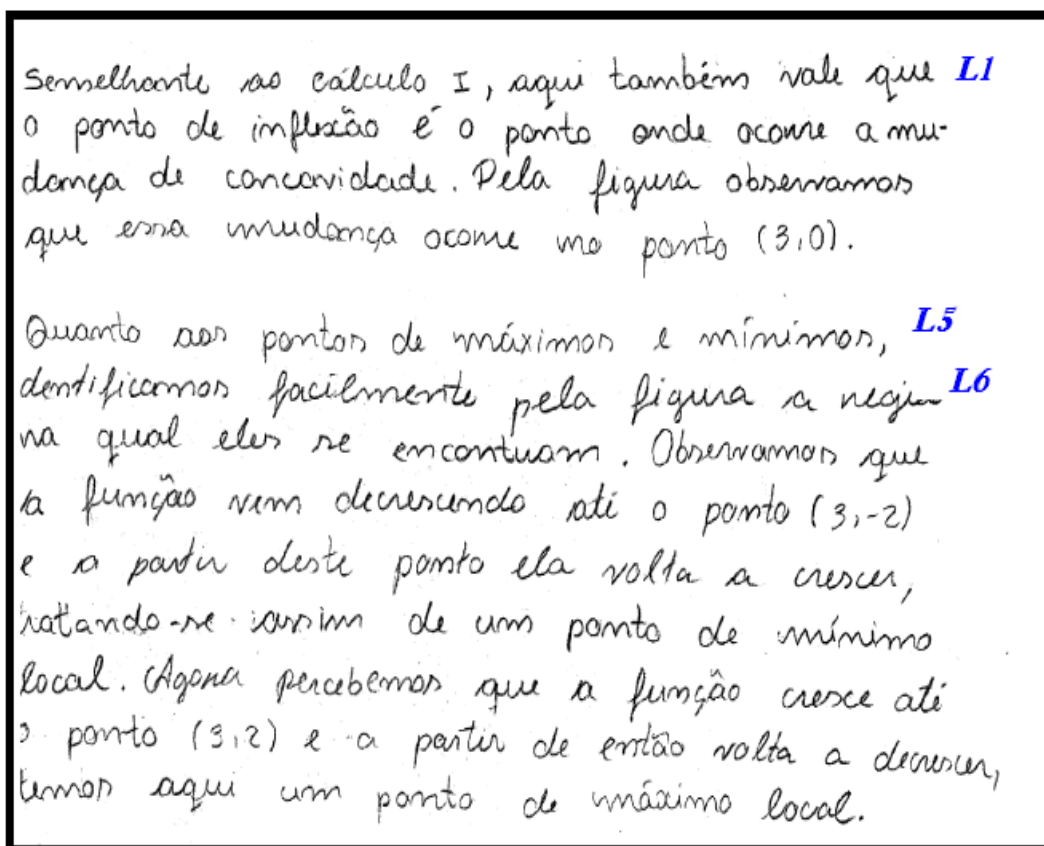 Semelhante ao cálculo I, aqui também vale que L1
o ponto de inflexão é o ponto onde ocorre a mu-
dança de concavidade. Pela figura observamos
que essa mudança ocorre no ponto (3,0).
Quanto aos pontos de máximos e mínimos, L5
dentificamos facilmente pela figura a regi L6
na qual eles se encontram. Observamos que
a função vem decrescendo até o ponto (3,-2)
e a partir deste ponto ela volta a crescer,
ratando-se assim de um ponto de mínimo
local. Agora percebemos que a função cresce até
o ponto (3,2) e a partir de então volta a decrescer,
temos aqui um ponto de máximo local.